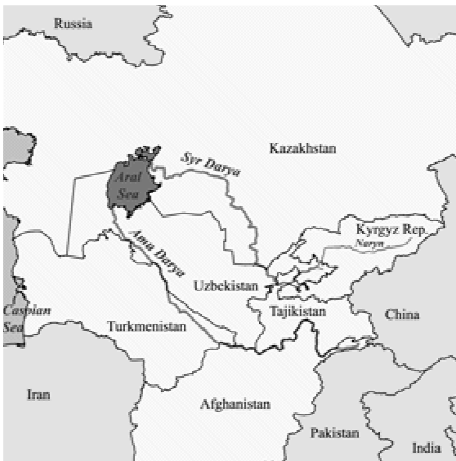 Russia
Kazakhstan
Syr Darya
Aral
Sea
Kyrgyz Rep.
Naryn
Amu Darya
Uzbekistan
Tajikistan
China
Caspian
Sea
Turkmenistan
Iran
Afghanistan
Pakistan
India